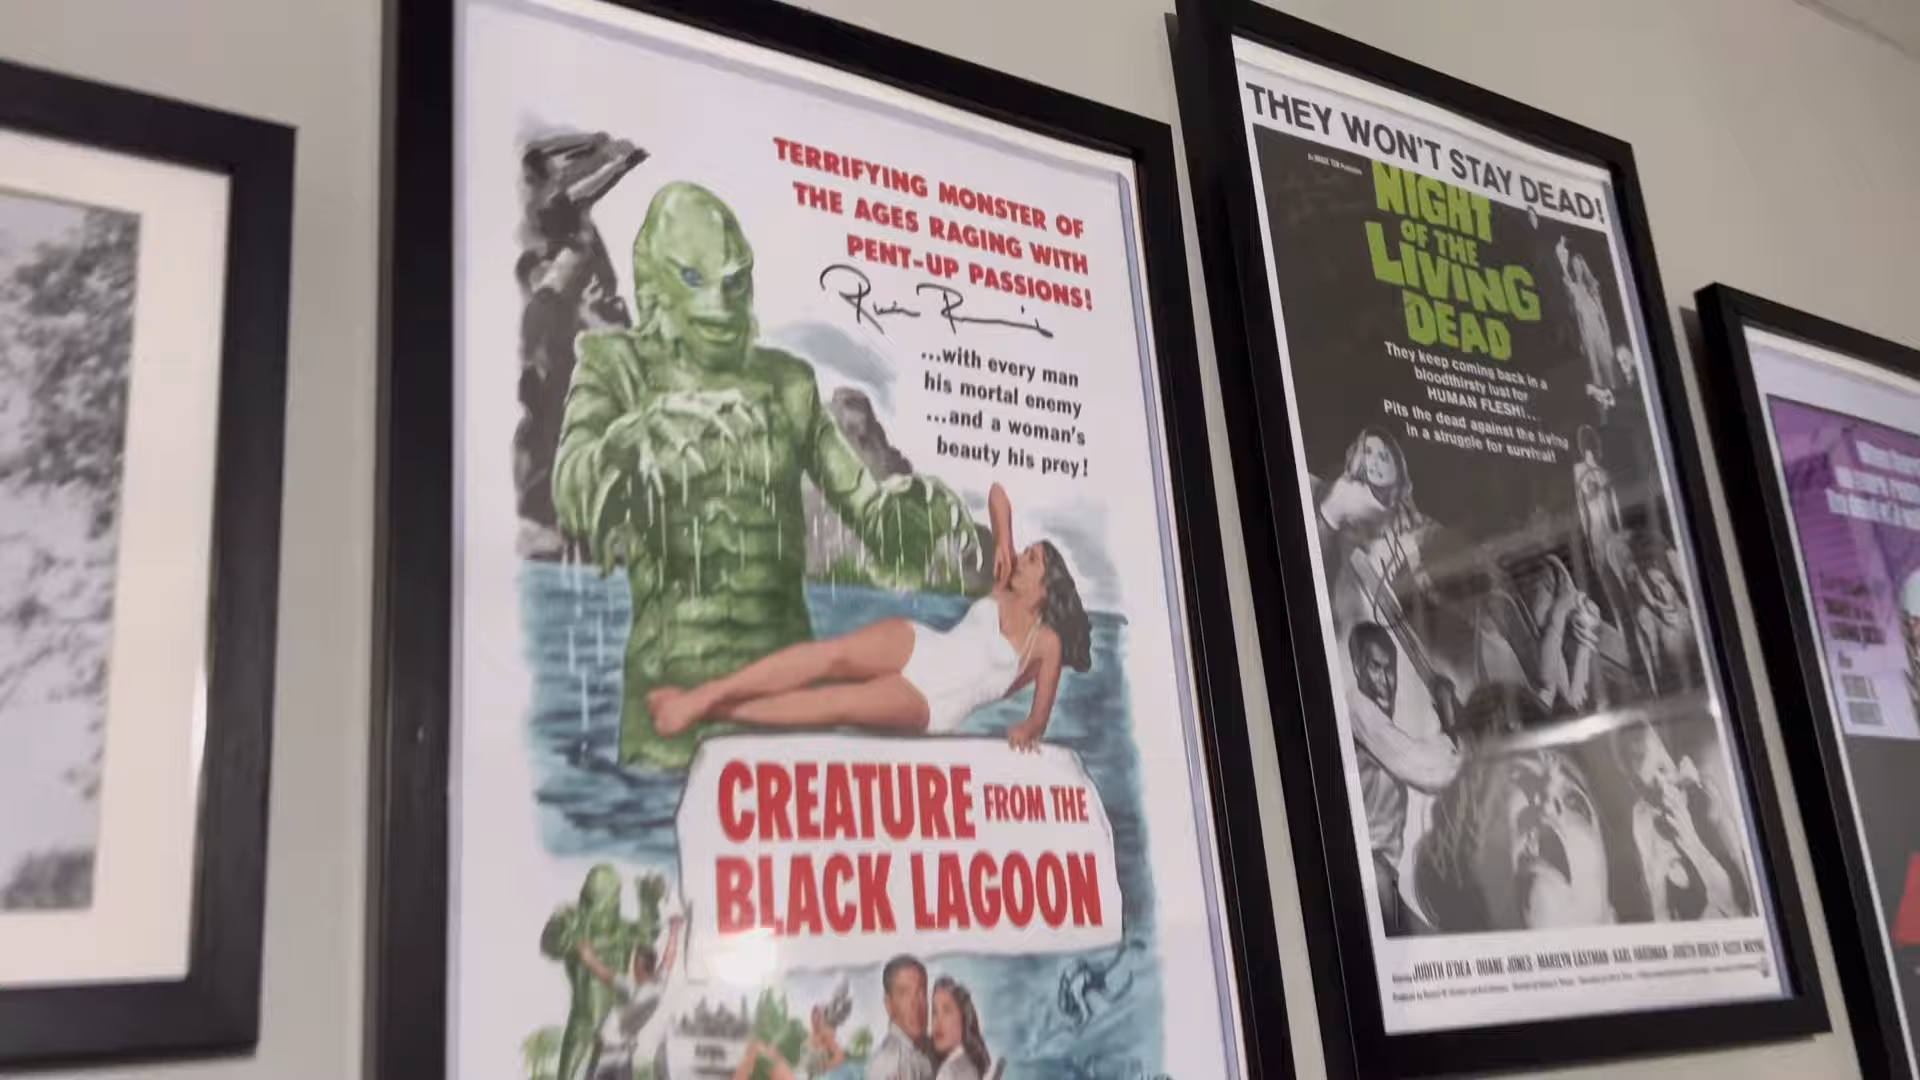 TERRIFYING MONSTER OF
THE AGES RAGING WITH
PENT-UP PASSIONS!
...with every man
his mortal enemy
...and a woman's
beauty his prey!
CREATURE FROM THE
BLACK LAGOON
THEY WON'T STAY DEAD!
NIGHT
OF THE
LIVING
DEAD
They keep coming back in a
bloodthirsty lust for
HUMAN FLESH!...
Pits the dead against the living
in a struggle for survival!
JUDITH O'DEA · DUANE JONES · MARILYN EASTMAN · KARL HARDMAN · JUDITH RIDLEY · KEITH WAYNE